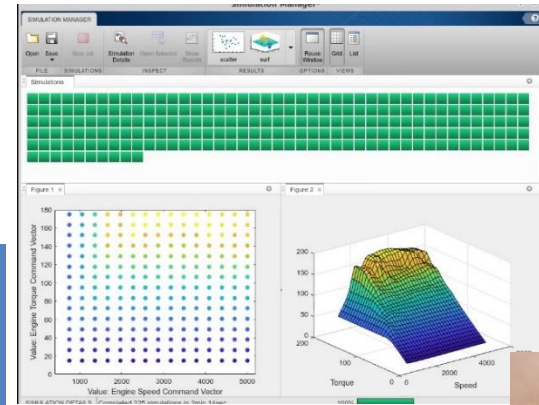 Simulation Manager*
SIMULATION MANAGER
Open Save Stop Job Simulation Details Open Selected Show Results scatter surf Reuse Window Grid List
FILE SIMULATIONS INSPECT RESULTS OPTIONS VIEWS
Simulations
Figure 1 × Figure 2 ×
Value: Engine Torque Command Vector
180
160
140
120
100
80
60
40
20
0
1000 2000 3000 4000 5000
Value: Engine Speed Command Vector
200
150
100
50
0
200
100
0
0
2000
4000
Torque Speed
SIMULATION DETAILS Completed 225 simulations in 2min 31sec 100%